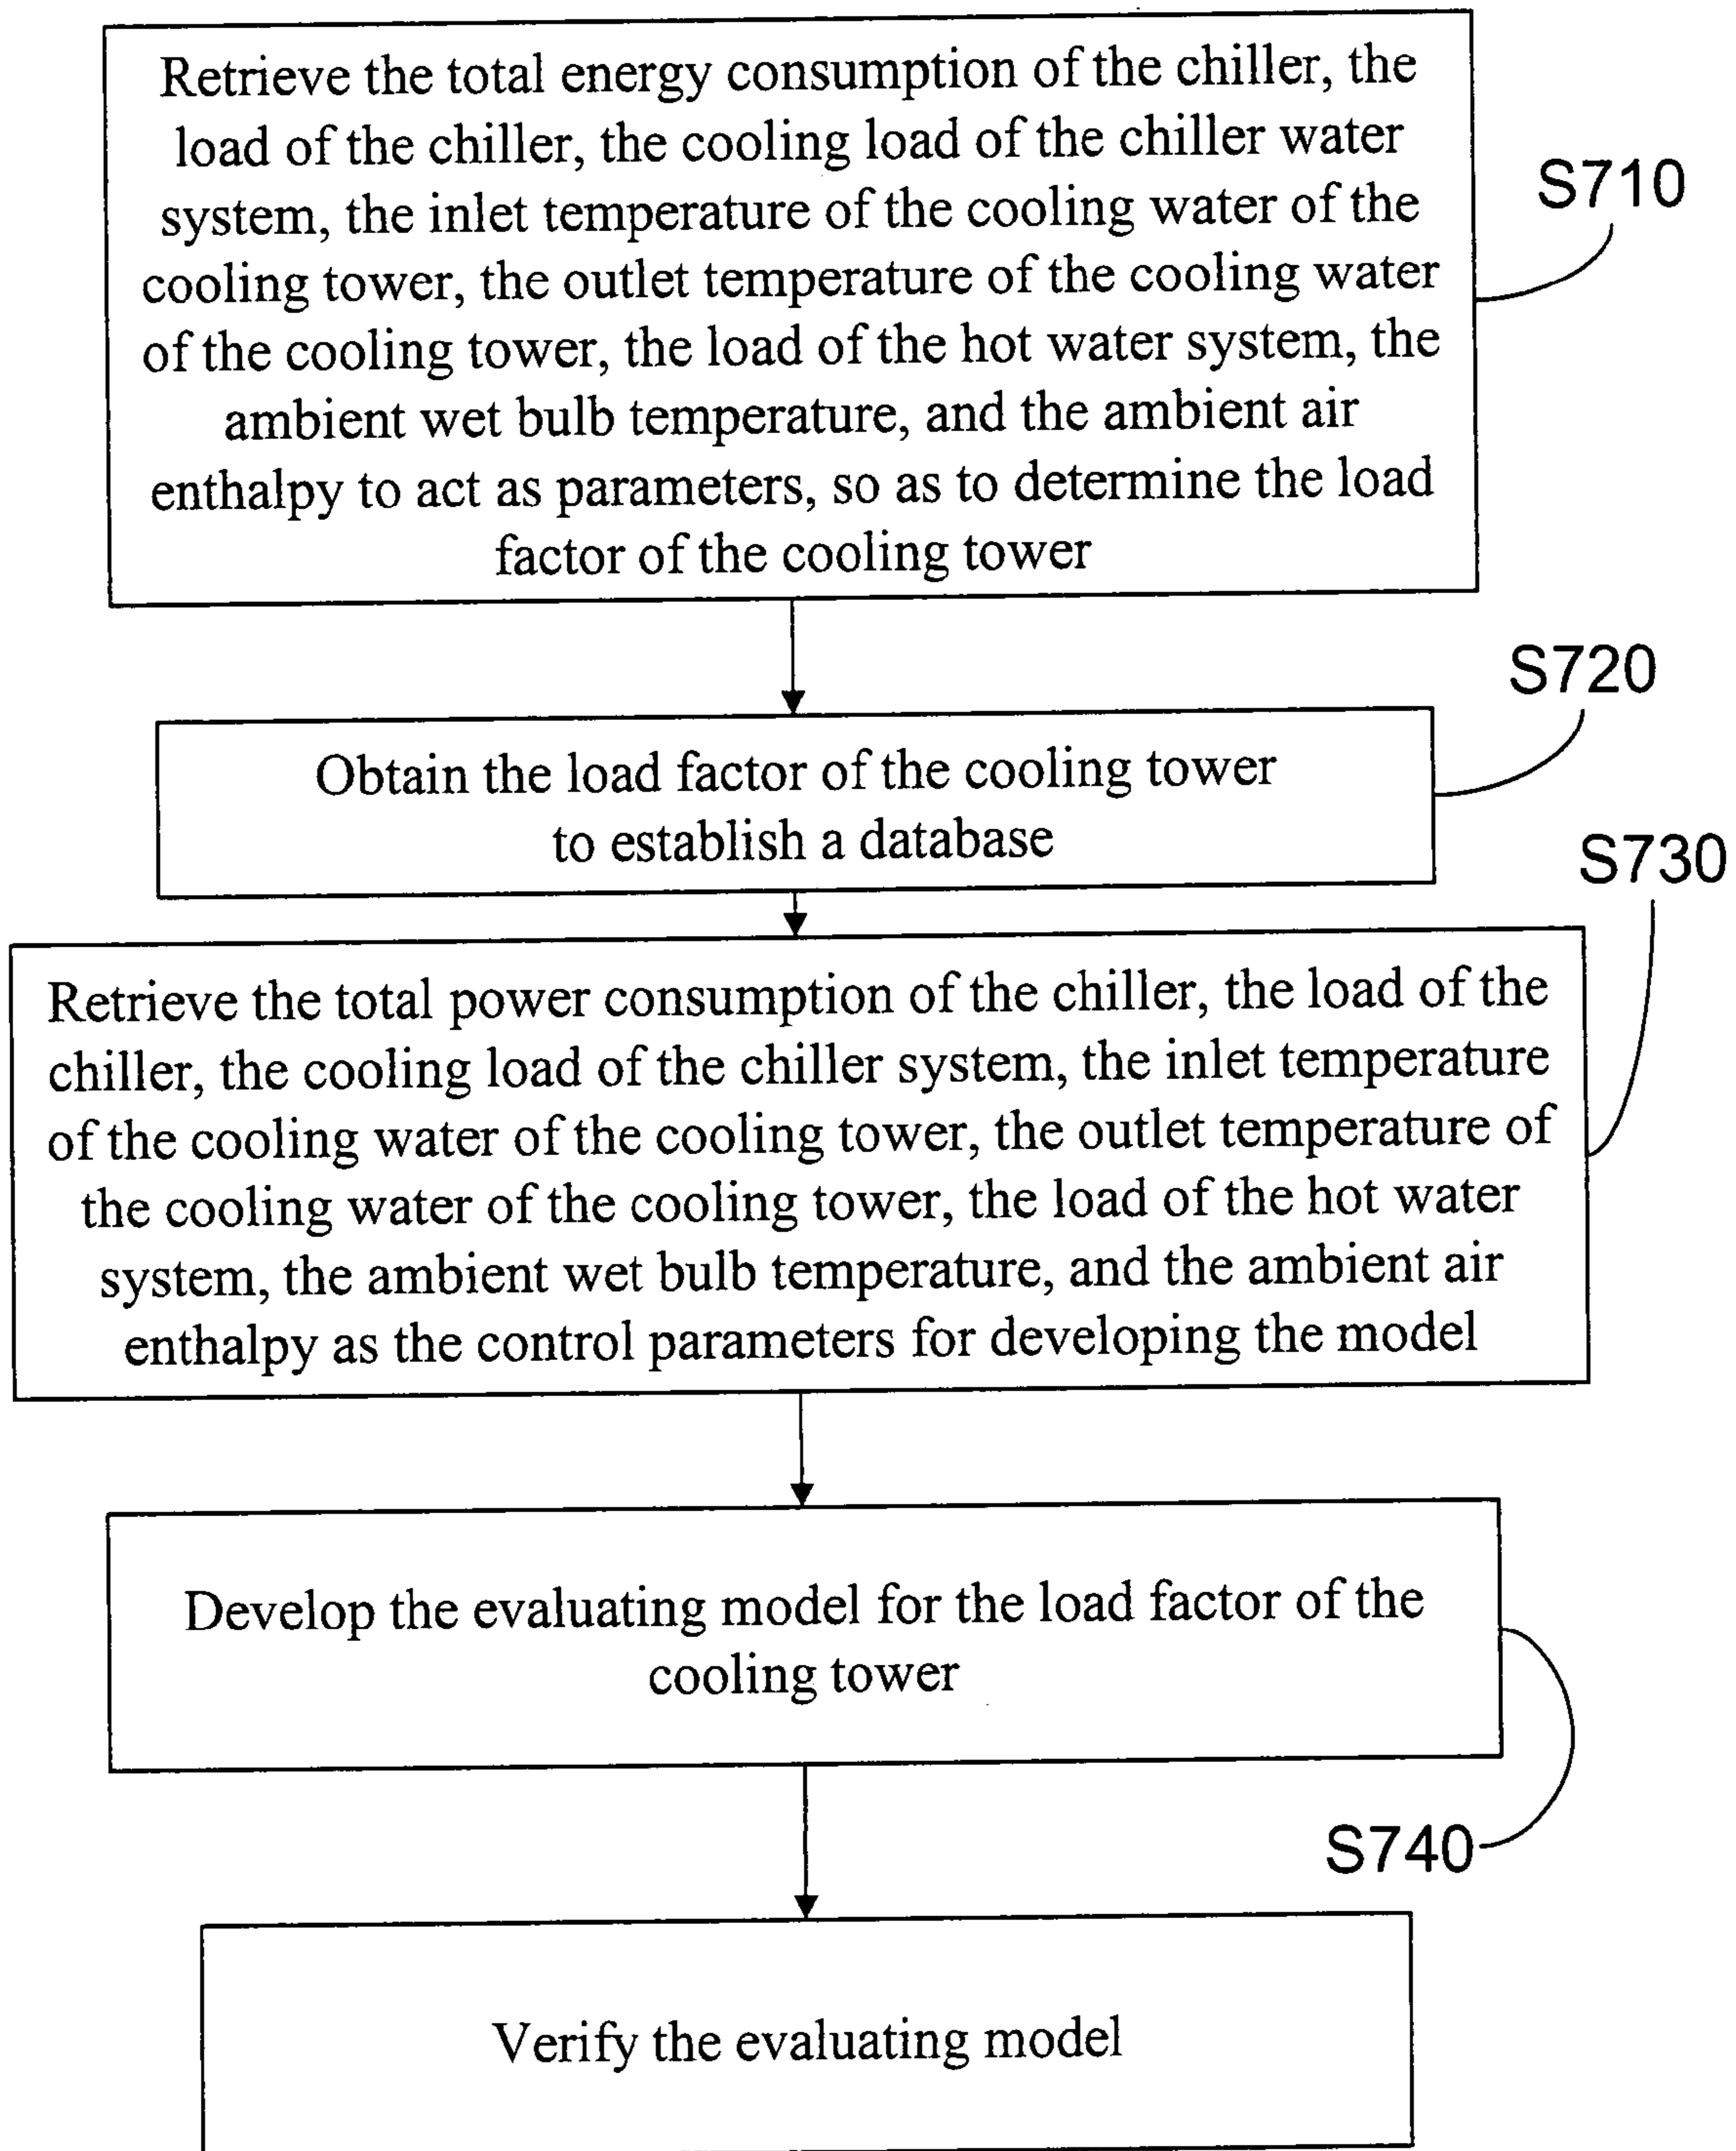 Retrieve the total energy consumption of the chiller, the
load of the chiller, the cooling load of the chiller water
system, the inlet temperature of the cooling water of the
cooling tower, the outlet temperature of the cooling water
of the cooling tower, the load of the hot water system, the
ambient wet bulb temperature, and the ambient air
enthalpy to act as parameters, so as to determine the load
factor of the cooling tower
S710
S720
Obtain the load factor of the cooling tower
to establish a database
S730
Retrieve the total power consumption of the chiller, the load of the
chiller, the cooling load of the chiller system, the inlet temperature
of the cooling water of the cooling tower, the outlet temperature of
the cooling water of the cooling tower, the load of the hot water
system, the ambient wet bulb temperature, and the ambient air
enthalpy as the control parameters for developing the model
Develop the evaluating model for the load factor of the
cooling tower
S740
Verify the evaluating model